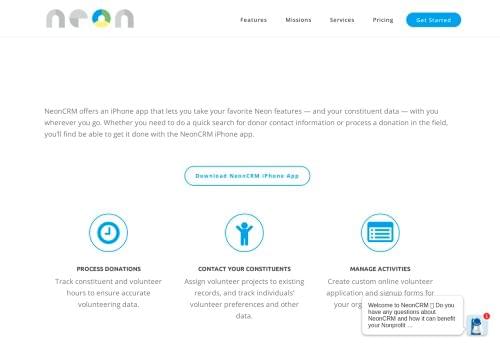 neon
Features Missions Services Pricing Get Started
NeonCRM offers an iPhone app that lets you take your favorite Neon features — and your constituent data — with you
wherever you go. Whether you need to do a quick search for donor contact information or process a donation in the field,
you'll find be able to get it done with the NeonCRM iPhone app.
Download NeonCRM iPhone App
PROCESS DONATIONS
Track constituent and volunteer
hours to ensure accurate
volunteering data.
CONTACT YOUR CONSTITUENTS
Assign volunteer projects to existing
records, and track individuals'
volunteer preferences and other
data.
MANAGE ACTIVITIES
Create custom online volunteer
application and signup forms for
your org
Welcome to NeonCRM ▯ Do you
have any questions about
NeonCRM and how it can benefit
your Nonprofit ...
1